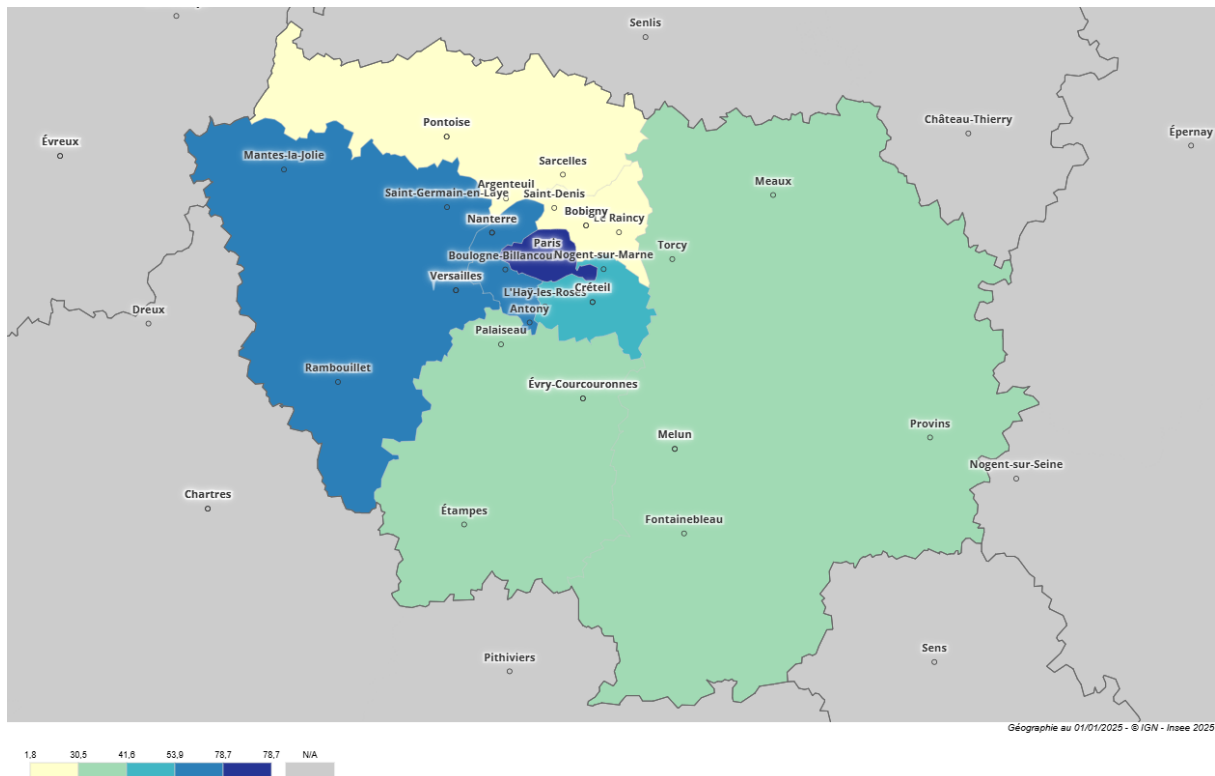 Senlis
Château-Thierry
Pontoise
Évreux
Épernay
Mantes-la-Jolie
Sarcelles
Meaux
Argenteuil
Saint-Germain-en-Laye
Saint-Denis
Bobigny
Le Raincy
Nanterre
Paris
Torcy
Boulogne-Billancou
Nogent-sur-Marne
Versailles
Créteil
L'Haÿ-les-Roses
Antony
Dreux
Palaiseau
Rambouillet
Évry-Courcouronnes
Provins
Melun
Nogent-sur-Seine
Chartres
Étampes
Fontainebleau
Sens
Pithiviers
Géographie au 01/01/2025 - © IGN - Insee 2025
1,8 30,5 41,6 53,9 78,7 78,7 N/A